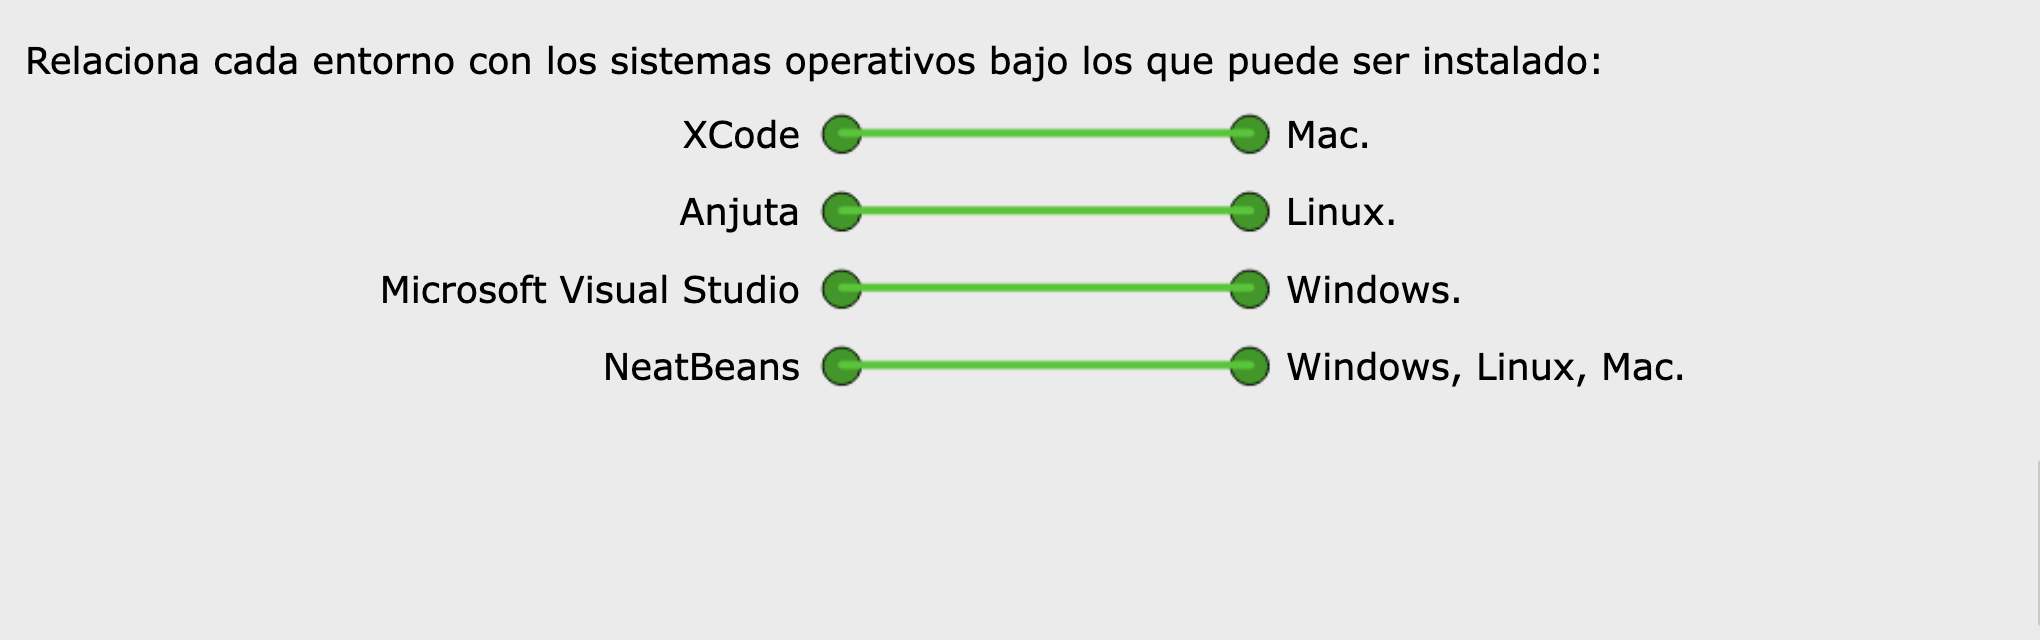 Relaciona cada entorno con los sistemas operativos bajo los que puede ser instalado:
XCode Mac.
Anjuta Linux.
Microsoft Visual Studio Windows.
NeatBeans Windows, Linux, Mac.